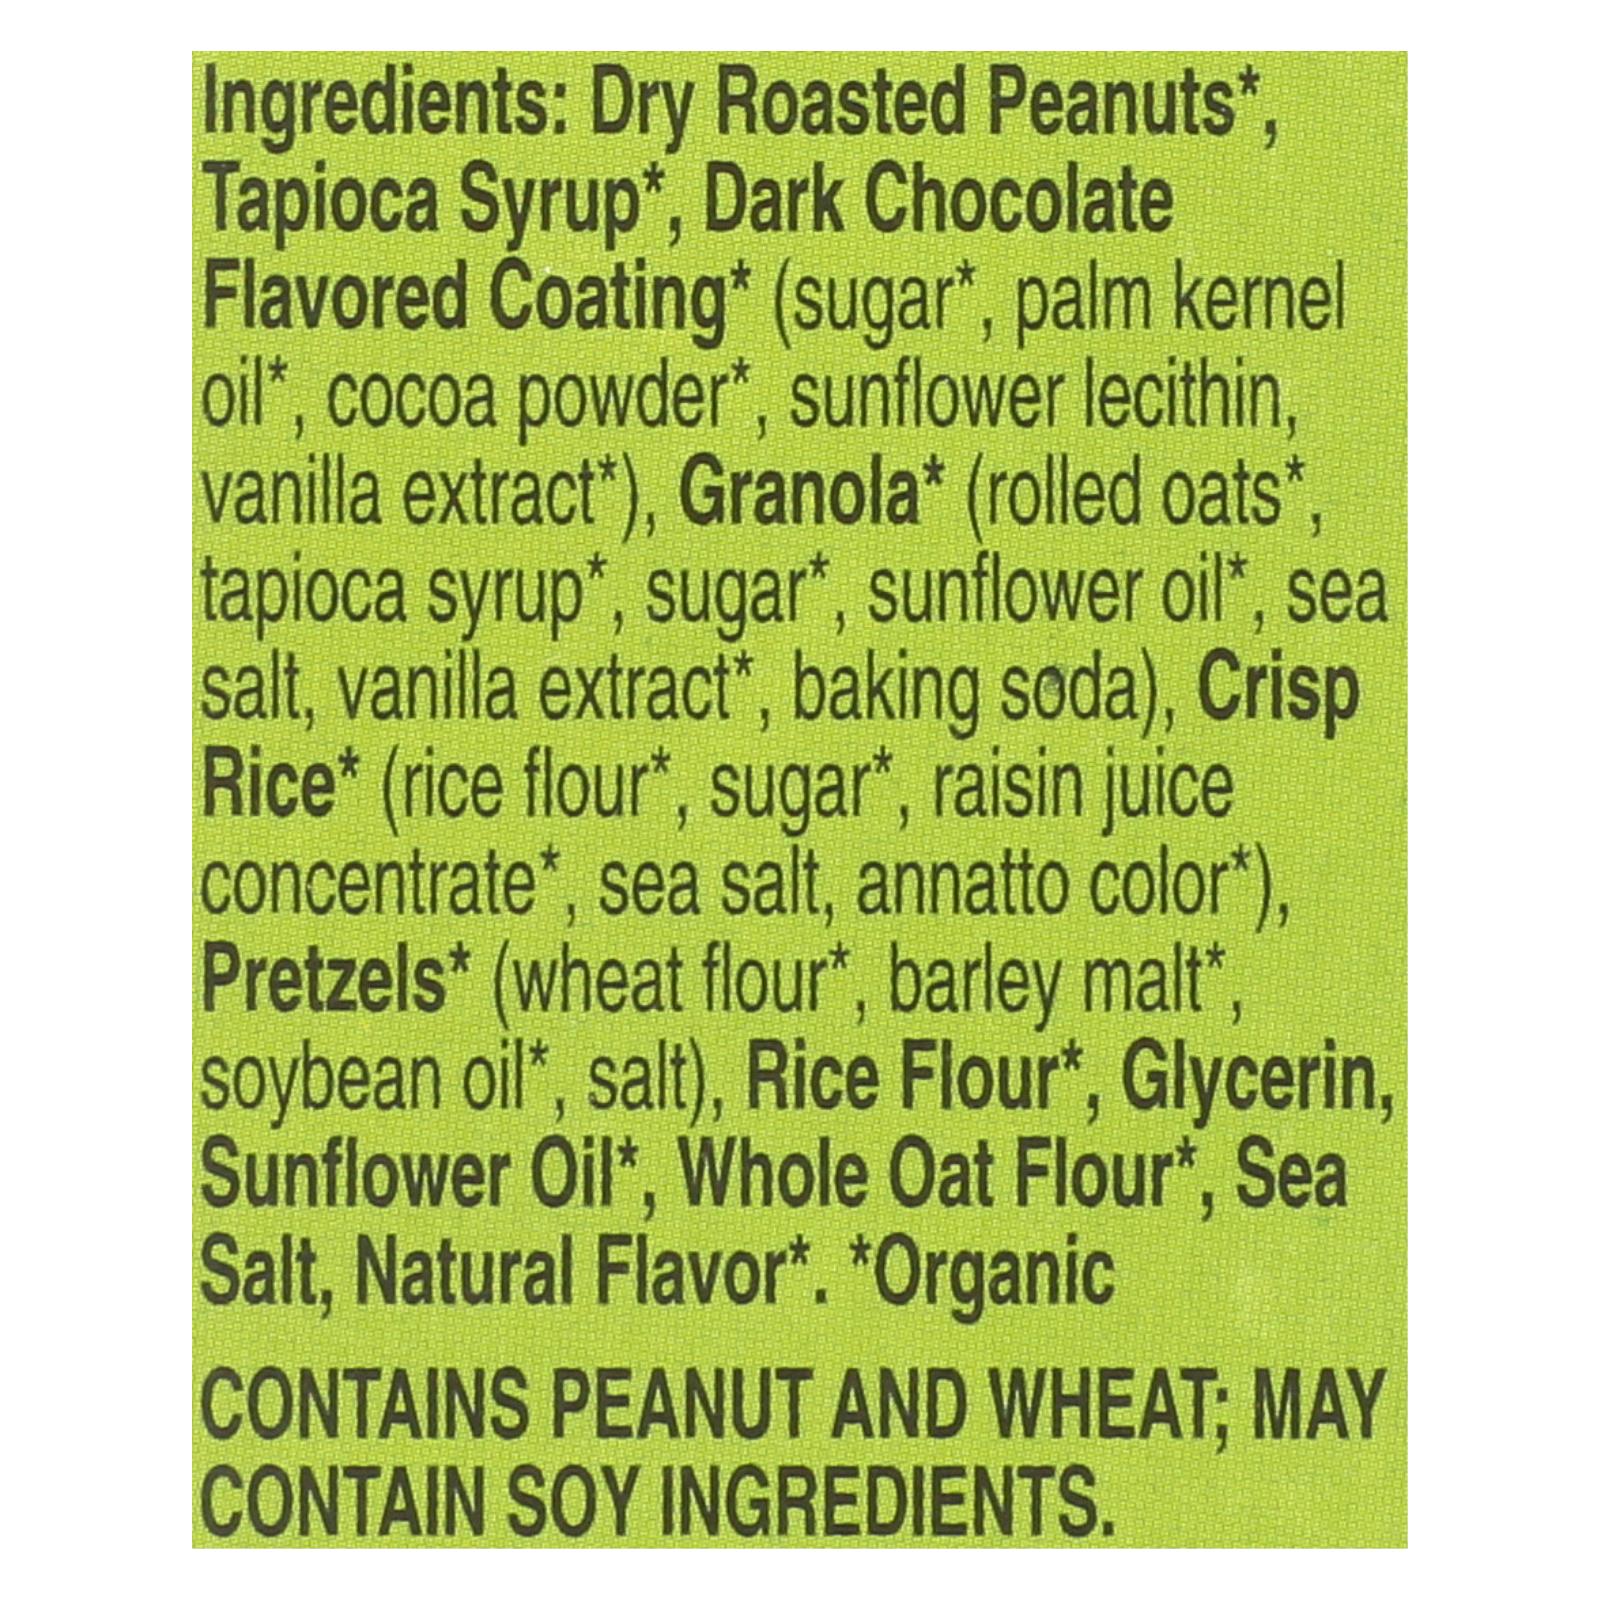 Ingredients: Dry Roasted Peanuts*,
Tapioca Syrup*, Dark Chocolate
Flavored Coating* (sugar*, palm kernel
oil*, cocoa powder*, sunflower lecithin,
vanilla extract*), Granola* (rolled oats*,
tapioca syrup*, sugar*, sunflower oil*, sea
salt, vanilla extract*, baking soda), Crisp
Rice* (rice flour*, sugar*, raisin juice
concentrate*, sea salt, annatto color*),
Pretzels* (wheat flour*, barley malt*,
soybean oil*, salt), Rice Flour*, Glycerin,
Sunflower Oil*, Whole Oat Flour*, Sea
Salt, Natural Flavor*. *Organic
CONTAINS PEANUT AND WHEAT; MAY
CONTAIN SOY INGREDIENTS.